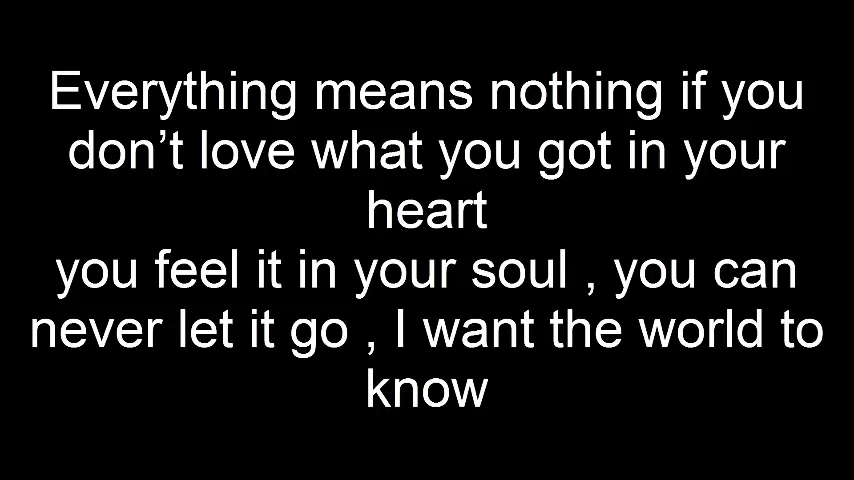 Everything means nothing if you
don’t love what you got in your
heart
you feel it in your soul , you can
never let it go , I want the world to
know